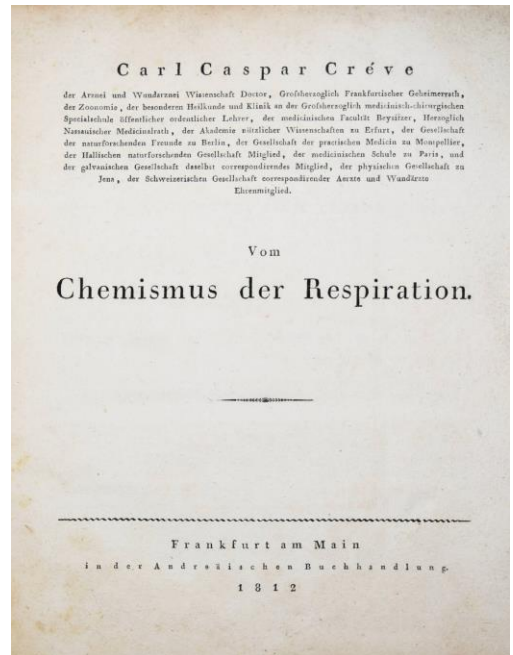 Carl Caspar Créve
der Arznei und Wundarznei Wissenschaft Doctor, Grofsherzoglich Frankfurtischer Geheimerrath,
der Zoonomie, der besonderen Heilkunde und Klinik an der Grofsherzoglich medicinisch-chirurgischen
Specialschule öffentlicher ordentlicher Lehrer, der medicinischen Facultät Beysitzer, Herzoglich
Nassauischer Medicinalrath, der Akademie nützlicher Wissenschaften zu Erfurt, der Gesellschaft
der naturforschenden Freunde zu Berlin, der Gesellschaft der practischen Medicin zu Montpellier,
der Hallischen naturforschenden Gesellschaft Mitglied, der medicinischen Schule zu Paris, und
der galvanischen Gesellschaft daselbst correspondirendes Mitglied, der physischen Gesellschaft zu
Jena, der Schweizerischen Gesellschaft correspondirender Aerzte und Wundärzte
Ehrenmitglied.
Vom
Chemismus der Respiration.
Frankfurt am Main
in der Andreäischen Buchhandlung.
1812